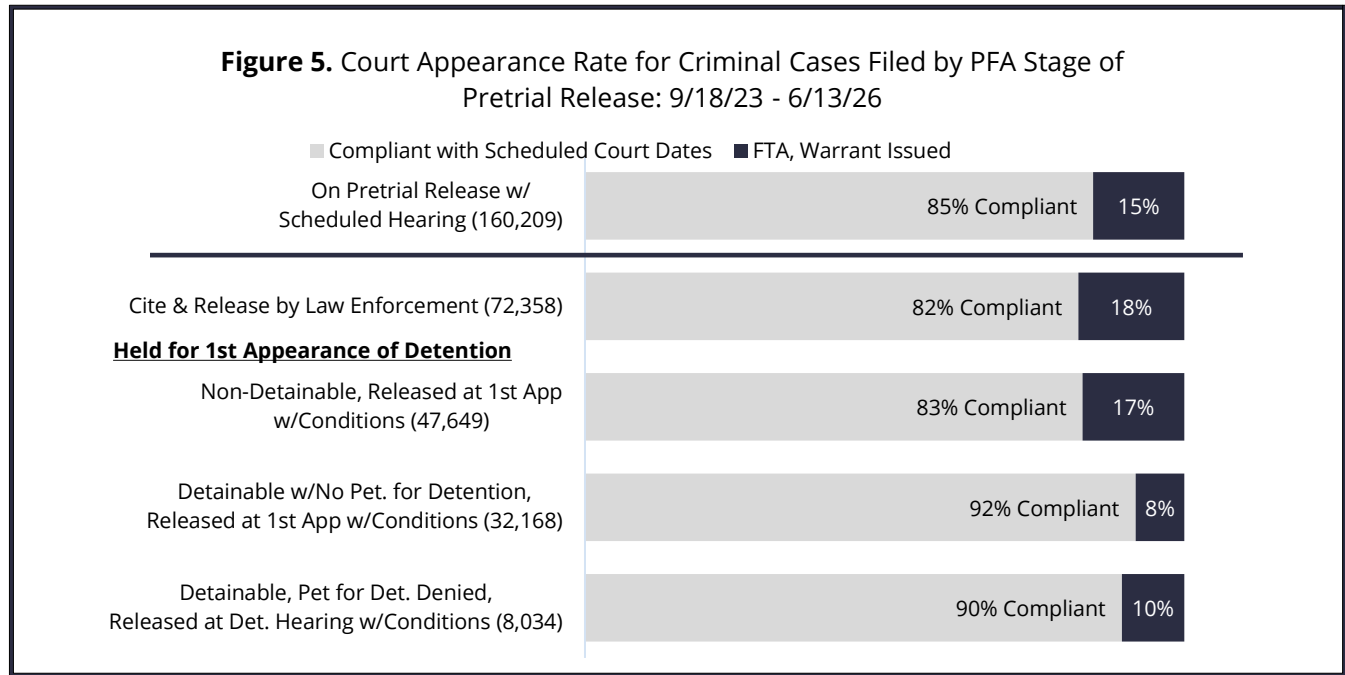 Figure 5. Court Appearance Rate for Criminal Cases Filed by PFA Stage of
Pretrial Release: 9/18/23 - 6/13/26
Compliant with Scheduled Court Dates FTA, Warrant Issued
On Pretrial Release w/
Scheduled Hearing (160,209)
85% Compliant 15%
Cite & Release by Law Enforcement (72,358)
82% Compliant 18%
Held for 1st Appearance of Detention
Non-Detainable, Released at 1st App
w/Conditions (47,649)
83% Compliant 17%
Detainable w/No Pet. for Detention,
Released at 1st App w/Conditions (32,168)
92% Compliant 8%
Detainable, Pet for Det. Denied,
Released at Det. Hearing w/Conditions (8,034)
90% Compliant 10%